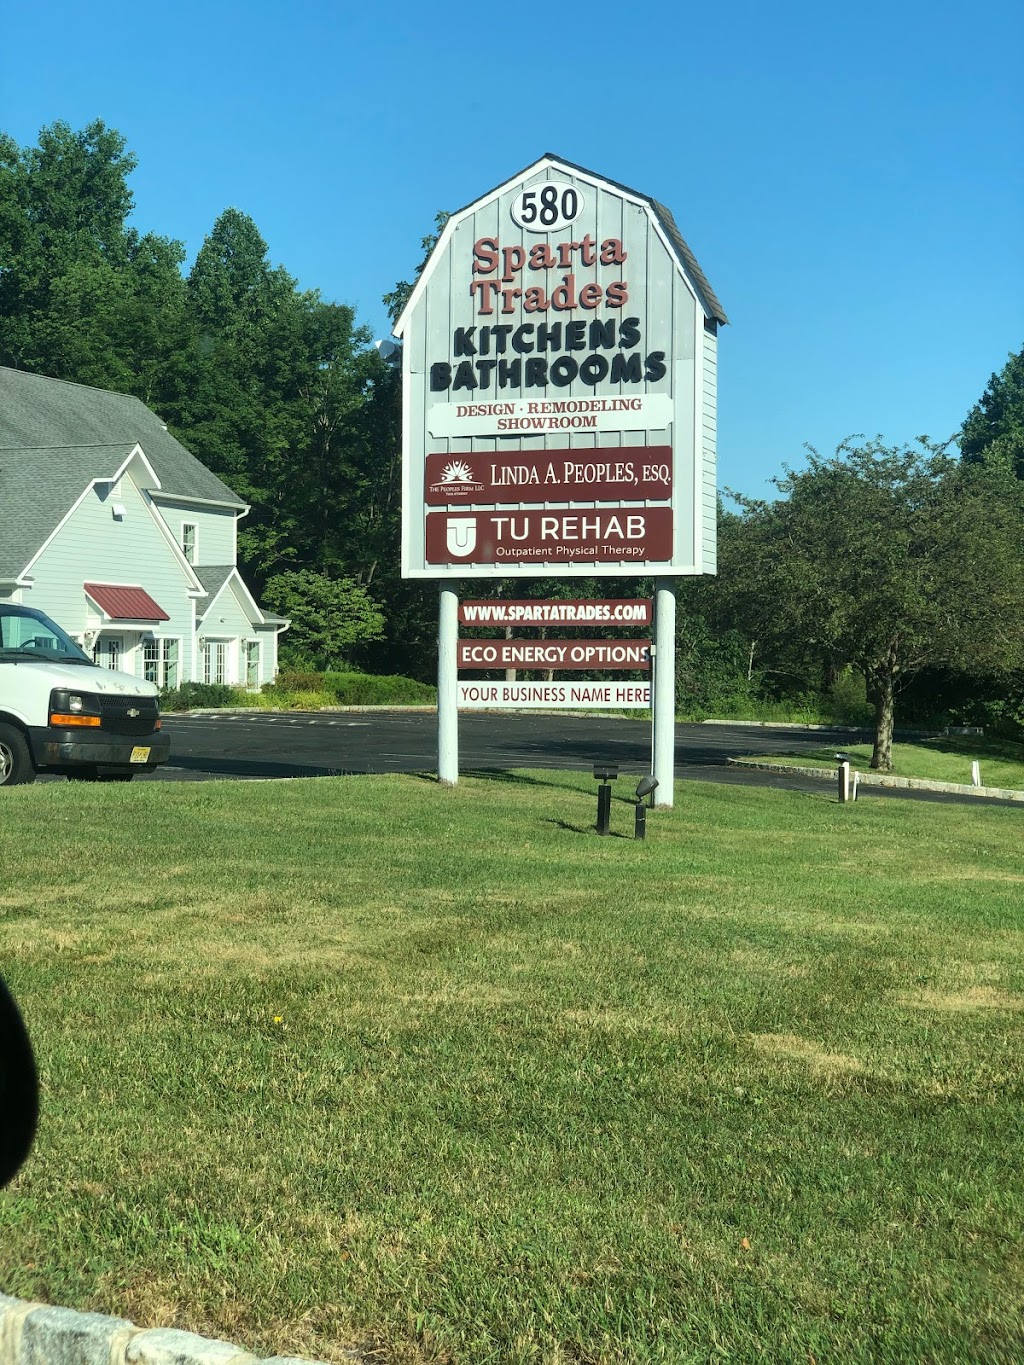 580
Sparta
Trades
KITCHENS
BATHROOMS
DESIGN · REMODELING
SHOWROOM
THE PEOPLES FIRM, LLC
LINDA A. PEOPLES, ESQ.
TU REHAB
Outpatient Physical Therapy
WWW.SPARTATRADES.COM
ECO ENERGY OPTIONS
YOUR BUSINESS NAME HERE